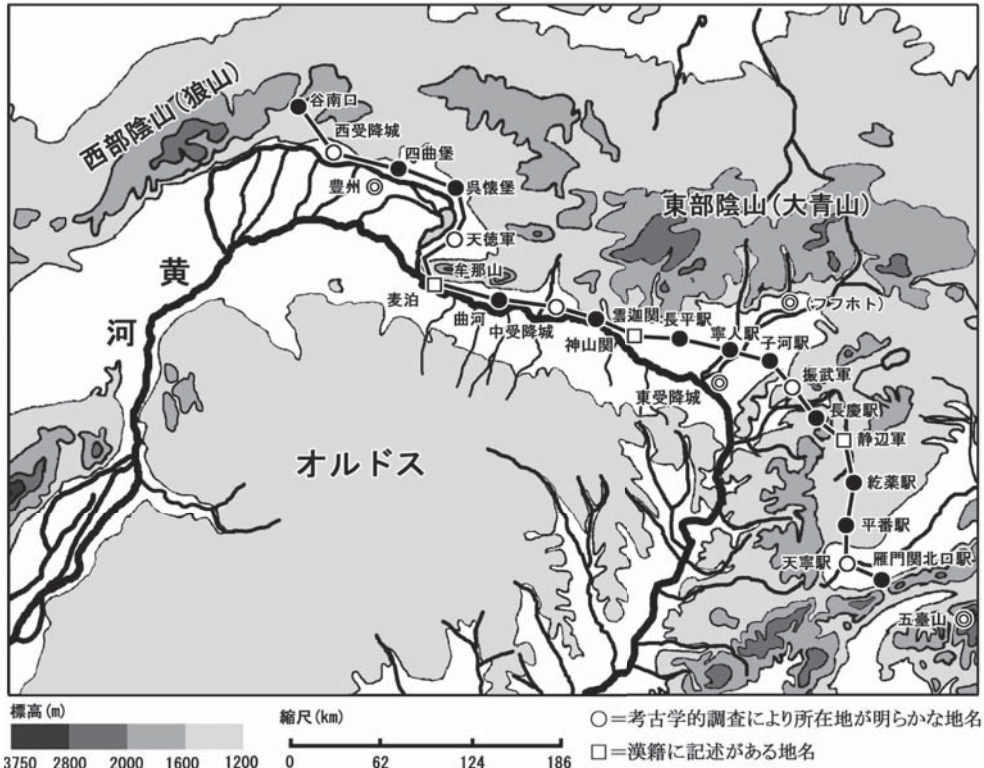 西部陰山(狼山)
谷南口
西受降城
四曲堡
豊州
呉懐堡
天徳軍
東部陰山(大青山)
黄
河
牟那山
麦泊
曲河
中受降城
雲迦関
神山関
長平駅
寧人駅
(フフホト)
子河駅
東受降城
振武軍
長慶駅
静辺軍
オルドス
乾薬駅
平番駅
天寧駅
雁門関北口駅
五臺山
標高(m)
3750 2800 2000 1600 1200
縮尺(km)
0 62 124 186
○=考古学的調査により所在地が明らかな地名
□=漢籍に記述がある地名